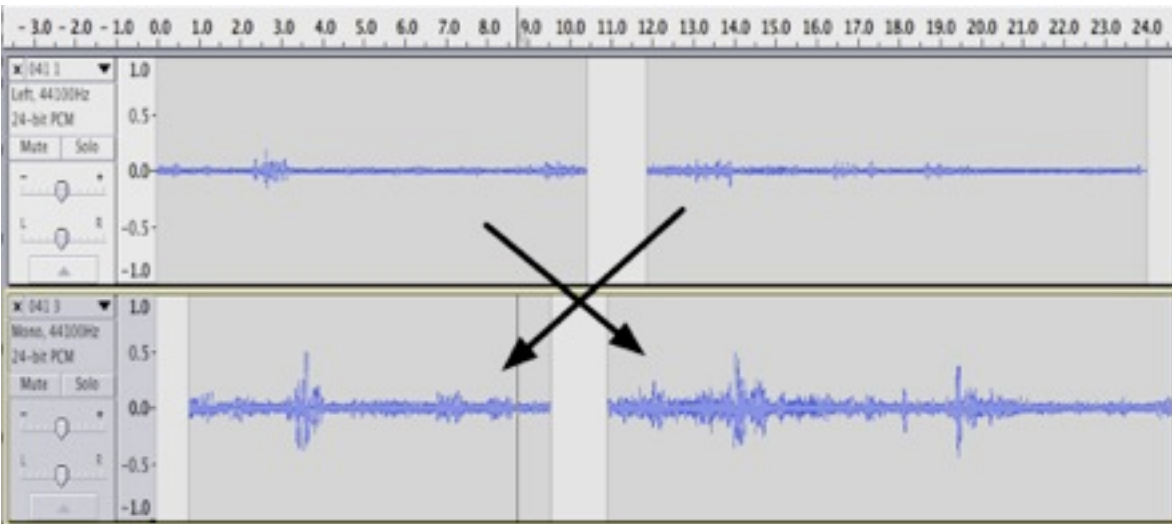 - 3.0 - 2.0 - 1.0 0.0 1.0 2.0 3.0 4.0 5.0 6.0 7.0 8.0 9.0 10.0 11.0 12.0 13.0 14.0 15.0 16.0 17.0 18.0 19.0 20.0 21.0 22.0 23.0 24.0
x 041 1 ▼ 1.0
Left, 44100Hz
24-bit PCM
0.5-
Mute Solo
0.0-
- +
L R
-0.5-
-1.0
x 041 3 ▼ 1.0
Mono, 44100Hz
24-bit PCM
0.5-
Mute Solo
0.0-
- +
L R
-0.5-
-1.0